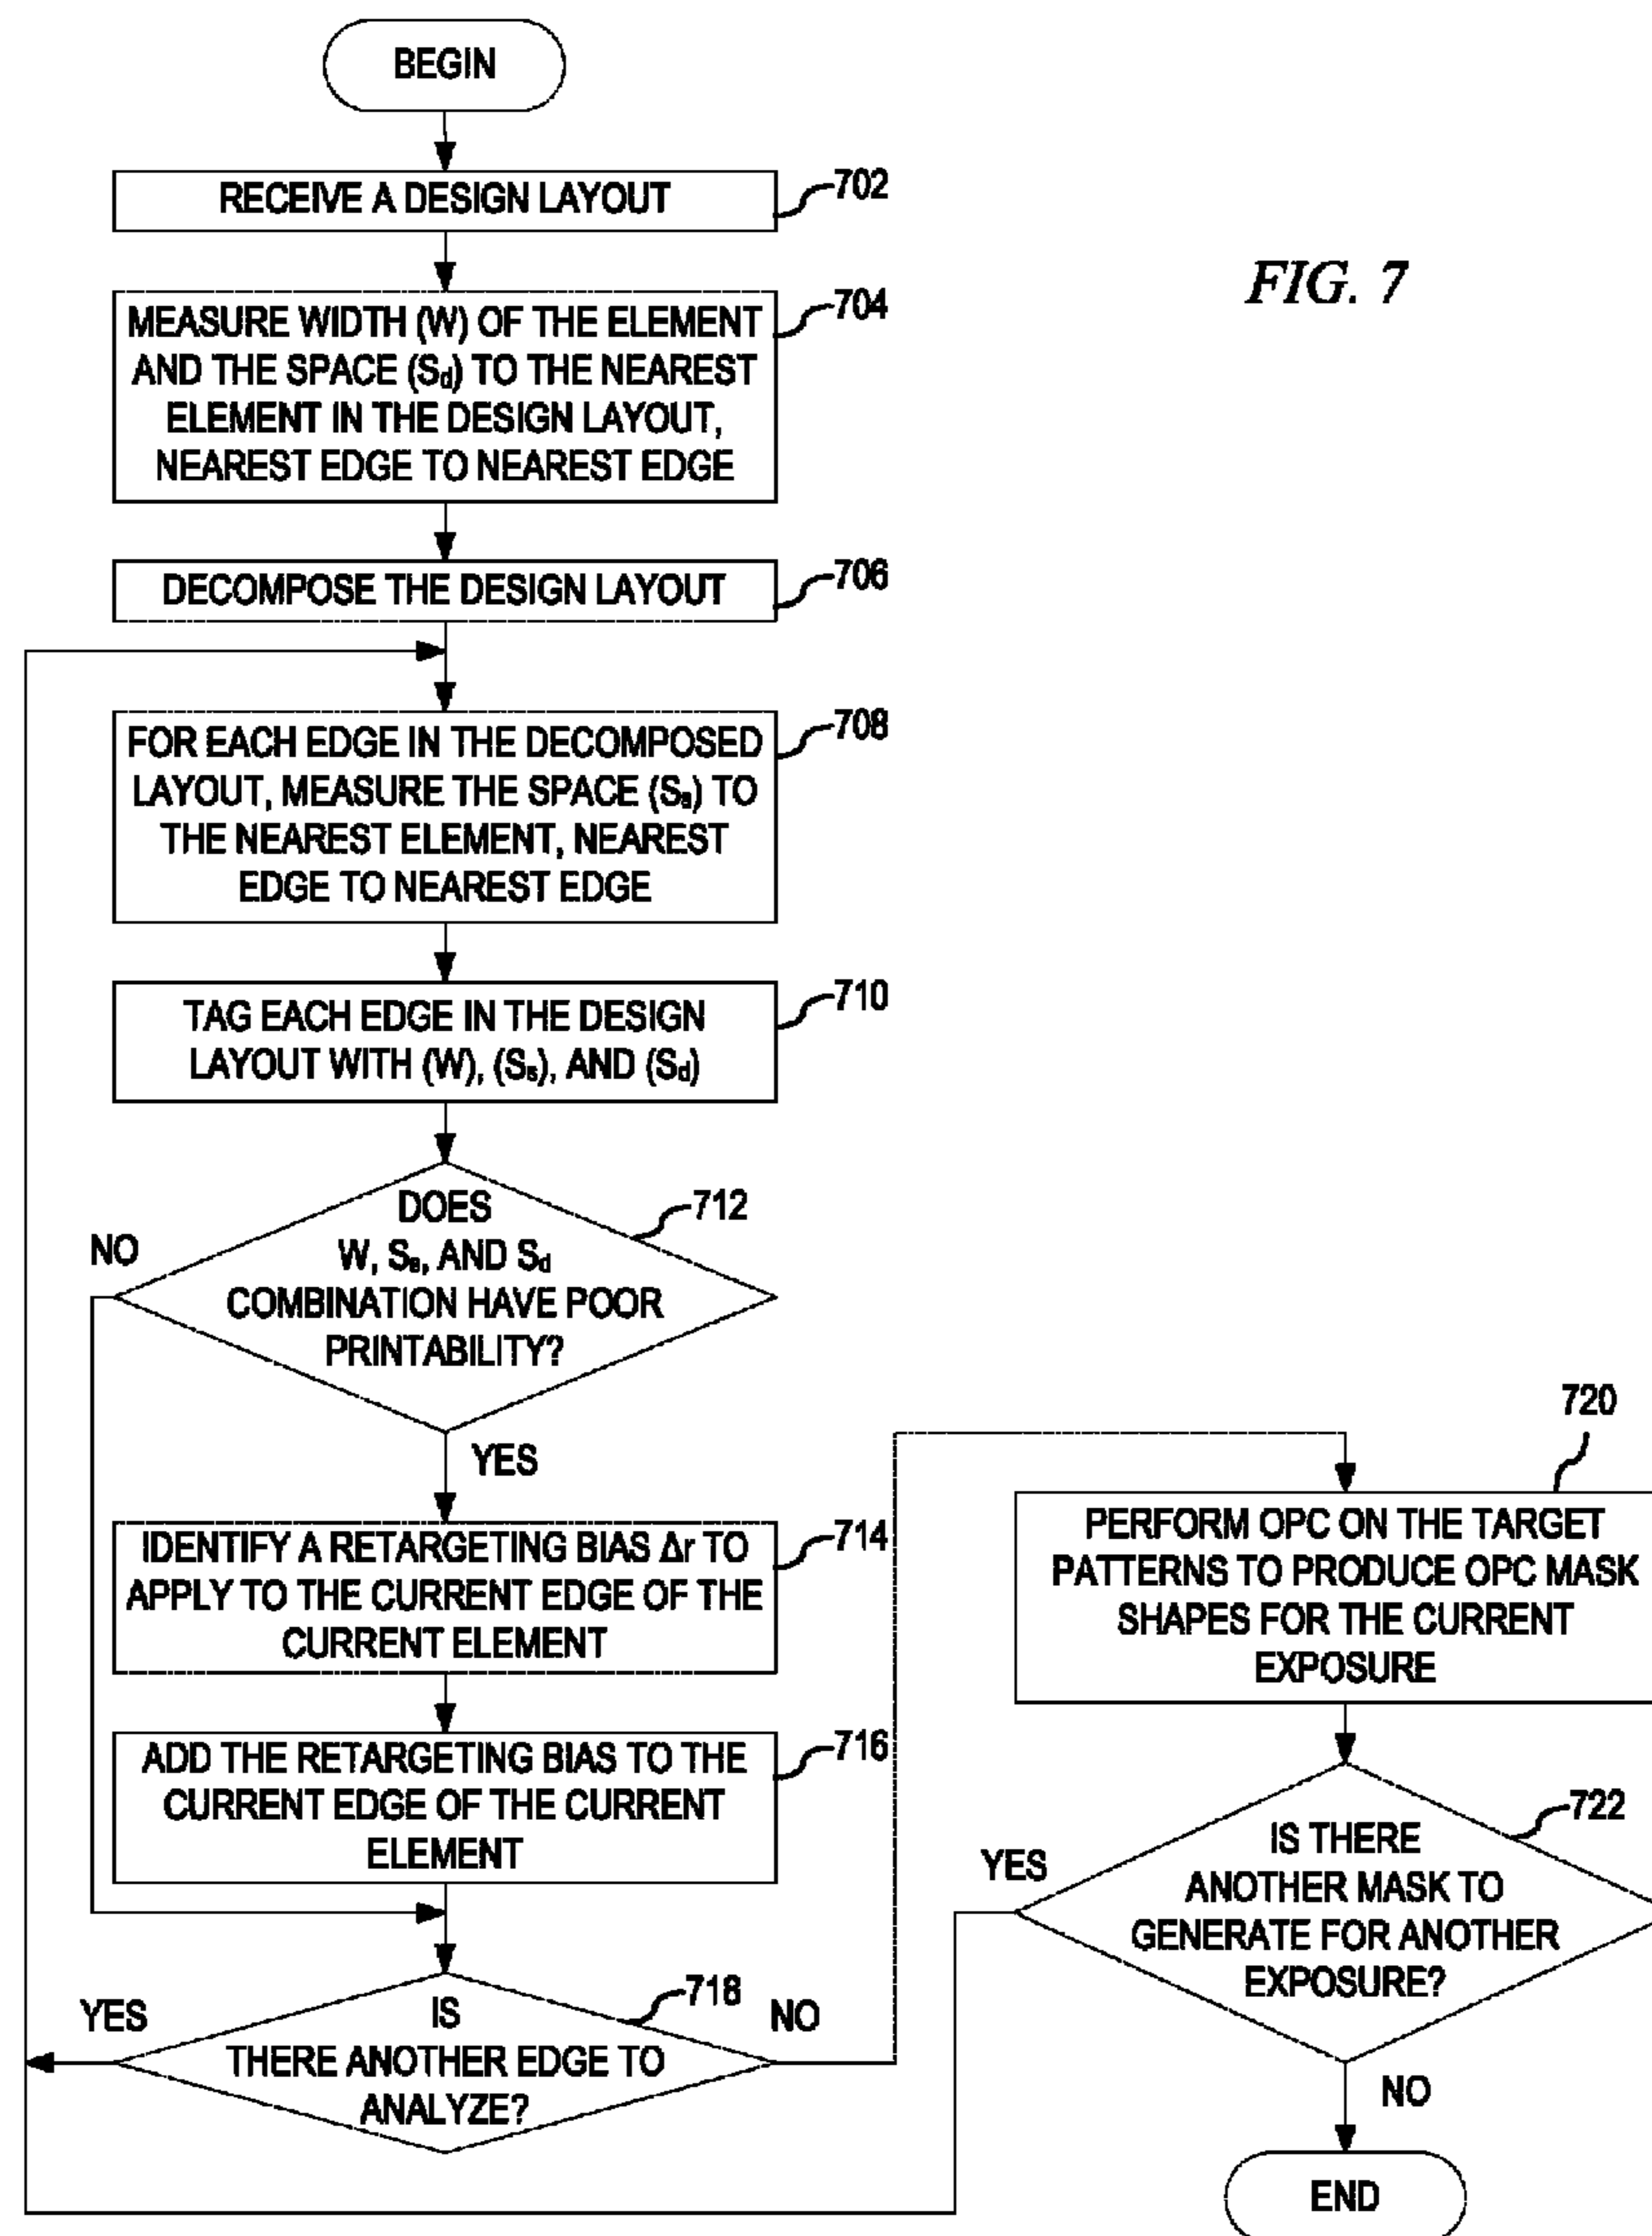 BEGIN
RECEIVE A DESIGN LAYOUT
702
FIG. 7
MEASURE WIDTH (W) OF THE ELEMENT
AND THE SPACE (Sd) TO THE NEAREST
ELEMENT IN THE DESIGN LAYOUT,
NEAREST EDGE TO NEAREST EDGE
704
DECOMPOSE THE DESIGN LAYOUT
706
FOR EACH EDGE IN THE DECOMPOSED
LAYOUT, MEASURE THE SPACE (Ss) TO
THE NEAREST ELEMENT, NEAREST
EDGE TO NEAREST EDGE
708
TAG EACH EDGE IN THE DESIGN
LAYOUT WITH (W), (Ss), AND (Sd)
710
DOES
W, Ss, AND Sd
COMBINATION HAVE POOR
PRINTABILITY?
712
NO
YES
IDENTIFY A RETARGETING BIAS Δr TO
APPLY TO THE CURRENT EDGE OF THE
CURRENT ELEMENT
714
ADD THE RETARGETING BIAS TO THE
CURRENT EDGE OF THE CURRENT
ELEMENT
716
IS
THERE ANOTHER EDGE TO
ANALYZE?
718
YES
NO
720
PERFORM OPC ON THE TARGET
PATTERNS TO PRODUCE OPC MASK
SHAPES FOR THE CURRENT
EXPOSURE
IS THERE
ANOTHER MASK TO
GENERATE FOR ANOTHER
EXPOSURE?
722
YES
NO
END